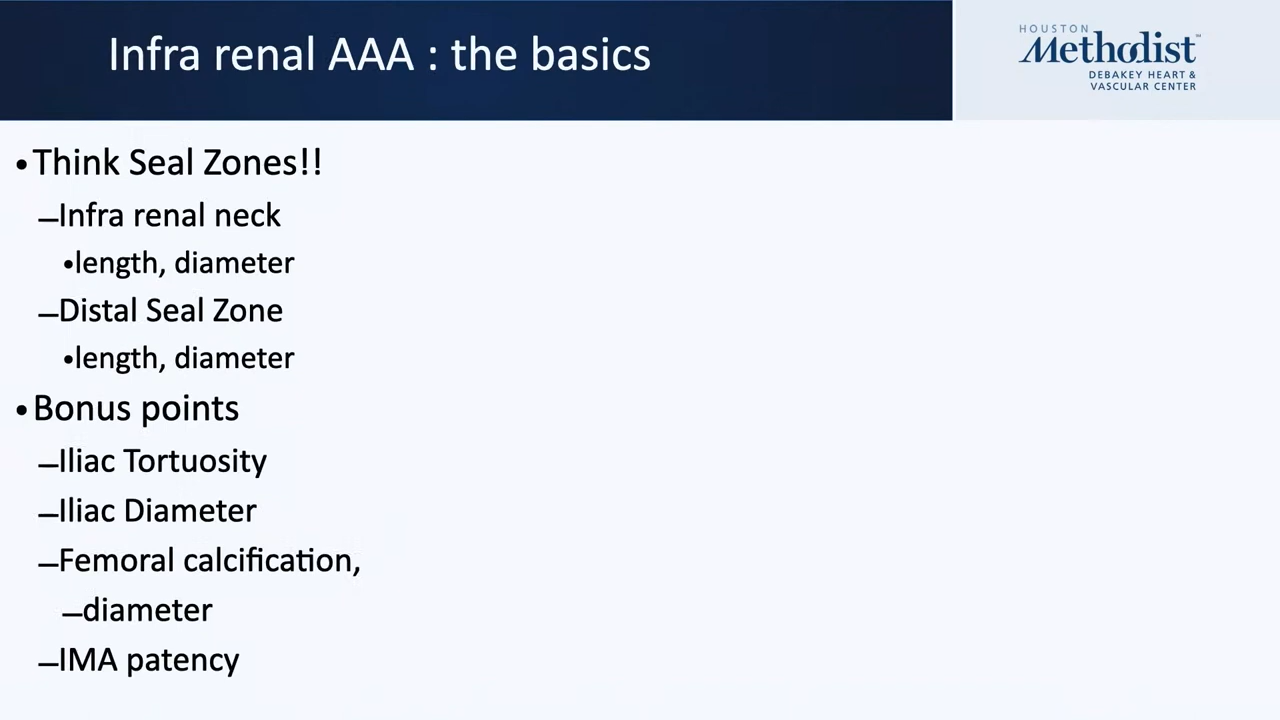 Infra renal AAA : the basics
HOUSTON
Methodist
DEBAKEY HEART &
VASCULAR CENTER
•Think Seal Zones!!
–Infra renal neck
•length, diameter
–Distal Seal Zone
•length, diameter
•Bonus points
–Iliac Tortuosity
–Iliac Diameter
–Femoral calcification,
–diameter
–IMA patency